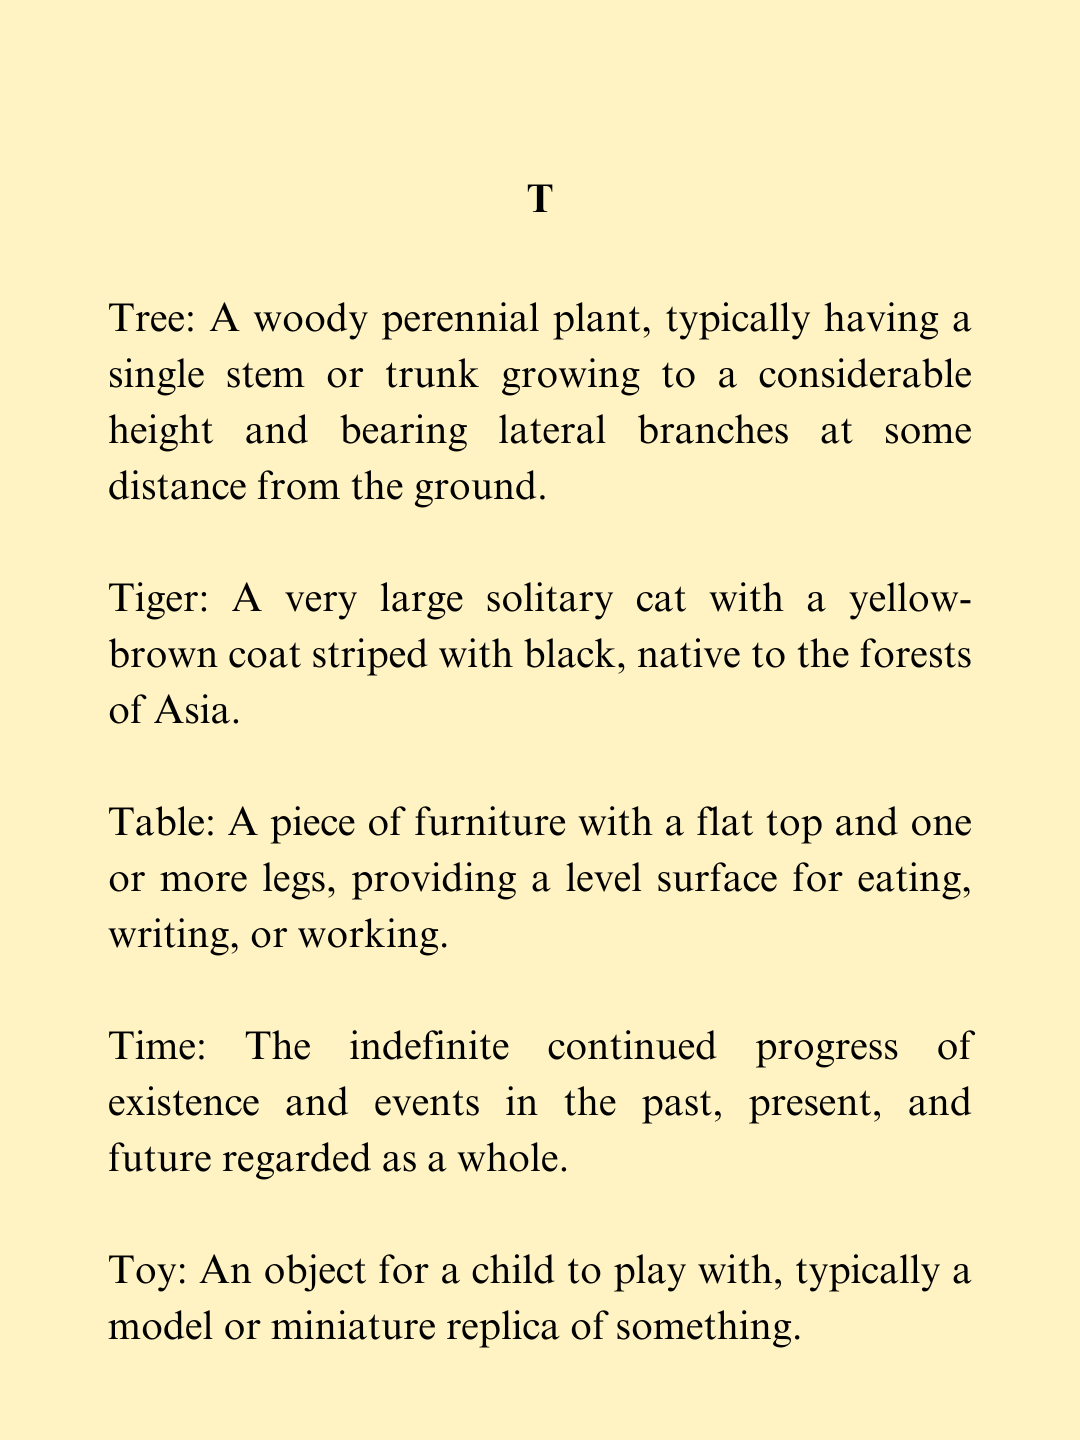 T
Tree: A woody perennial plant, typically having a
single stem or trunk growing to a considerable
height and bearing lateral branches at some
distance from the ground.
Tiger: A very large solitary cat with a yellow-
brown coat striped with black, native to the forests
of Asia.
Table: A piece of furniture with a flat top and one
or more legs, providing a level surface for eating,
writing, or working.
Time: The indefinite continued progress of
existence and events in the past, present, and
future regarded as a whole.
Toy: An object for a child to play with, typically a
model or miniature replica of something.